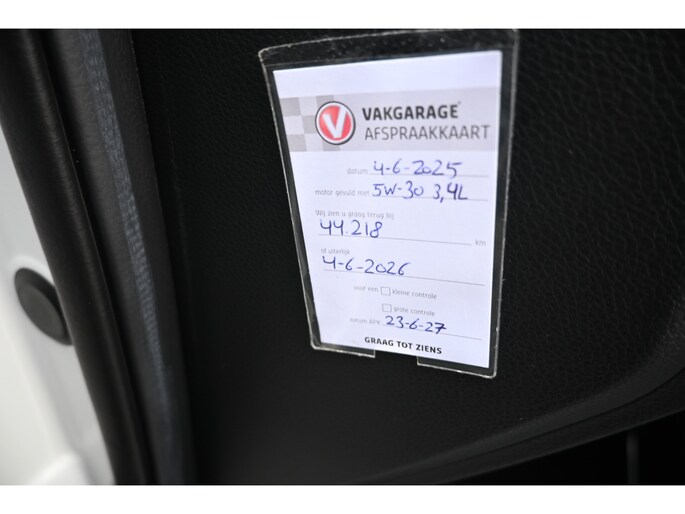 VAKGARAGE
AFSPRAAKKAART
datum 4-6-2025
motor gevuld met 5W-30 3,4L
Wij zien u graag terug bij
44.218 km
of uiterlijk
4-6-2026
voor een kleine controle
grote controle
datum APK 23-6-27
GRAAG TOT ZIENS